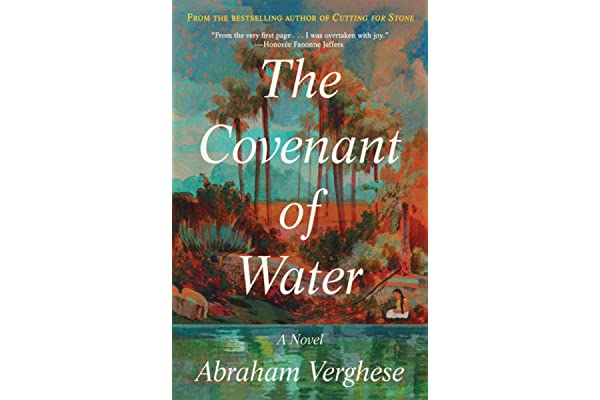 FROM THE BESTSELLING AUTHOR OF CUTTING FOR STONE
"From the very first page . . . I was overtaken with joy."
—Honorée Fanonne Jeffers
The
Covenant
of
Water
A Novel
Abraham Verghese